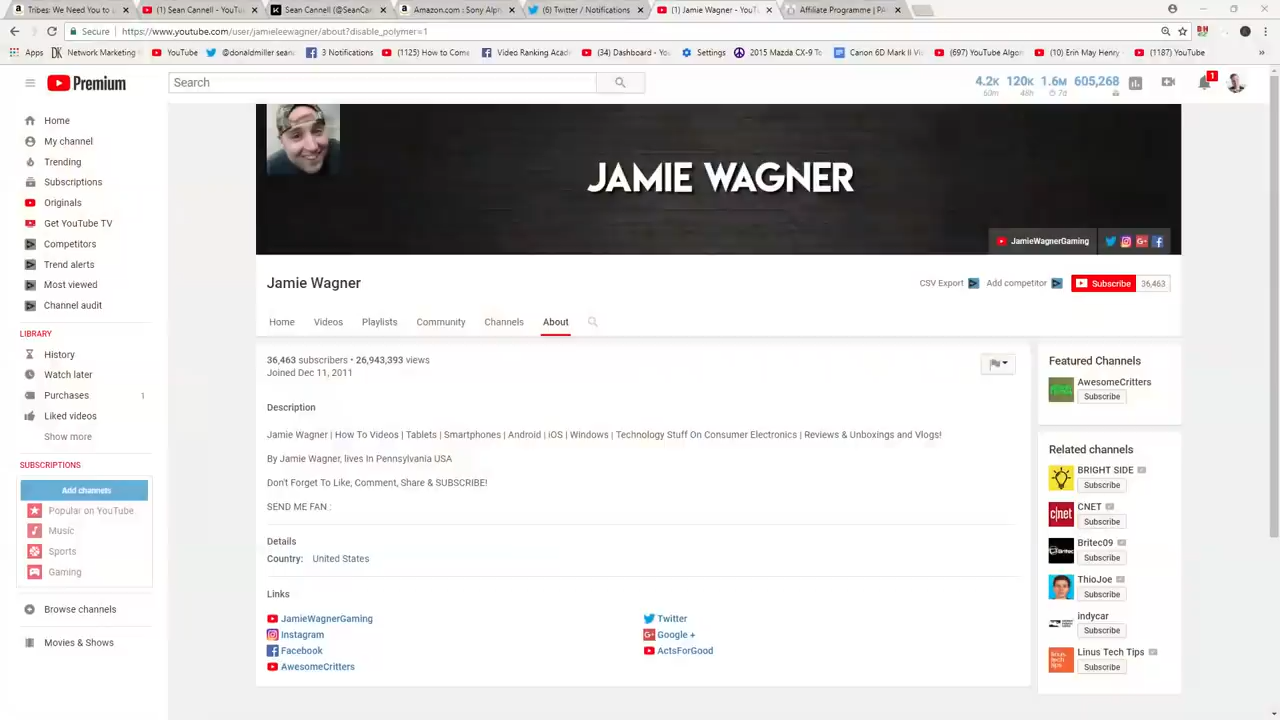 Tribes: We Need You to L
(1) Sean Cannell - YouTu
Sean Cannell (@SeanCa
Amazon.com : Sony Alp
(6) Twitter / Notifications
(1) Jamie Wagner - YouTu
Affiliate Programme | PA
Secure | https://www.youtube.com/user/jamieleewagner/about?disable_polymer=1
Apps Network Marketing YouTube @donaldmiller sean 3 Notifications (1125) How to Come Video Ranking Acad (34) Dashboard - You Settings 2015 Mazda CX-9 To Canon 6D Mark II Vi (697) YouTube Algor (10) Erin May Henry (1187) YouTube
Premium
Search
4.2K 120K 1.6M 605,268
60m 48h 7d
1
Home
My channel
Trending
Subscriptions
Originals
Get YouTube TV
Competitors
Trend alerts
Most viewed
Channel audit
LIBRARY
History
Watch later
Purchases 1
Liked videos
Show more
SUBSCRIPTIONS
Add channels
Popular on YouTube
Music
Sports
Gaming
Browse channels
Movies & Shows
JAMIE WAGNER
JamieWagnerGaming
Jamie Wagner
CSV Export Add competitor Subscribe 36,463
Home Videos Playlists Community Channels About
36,463 subscribers • 26,943,393 views
Joined Dec 11, 2011
Description
Jamie Wagner | How To Videos | Tablets | Smartphones | Android | iOS | Windows | Technology Stuff On Consumer Electronics | Reviews & Unboxings and Vlogs!
By Jamie Wagner, lives In Pennsylvania USA
Don't Forget To Like, Comment, Share & SUBSCRIBE!
SEND ME FAN :
Details
Country: United States
Links
JamieWagnerGaming Twitter
Instagram Google +
Facebook ActsForGood
AwesomeCritters
Featured Channels
AwesomeCritters
Subscribe
Related channels
BRIGHT SIDE
Subscribe
CNET
Subscribe
Britec09
Subscribe
ThioJoe
Subscribe
indycar
Subscribe
Linus Tech Tips
Subscribe